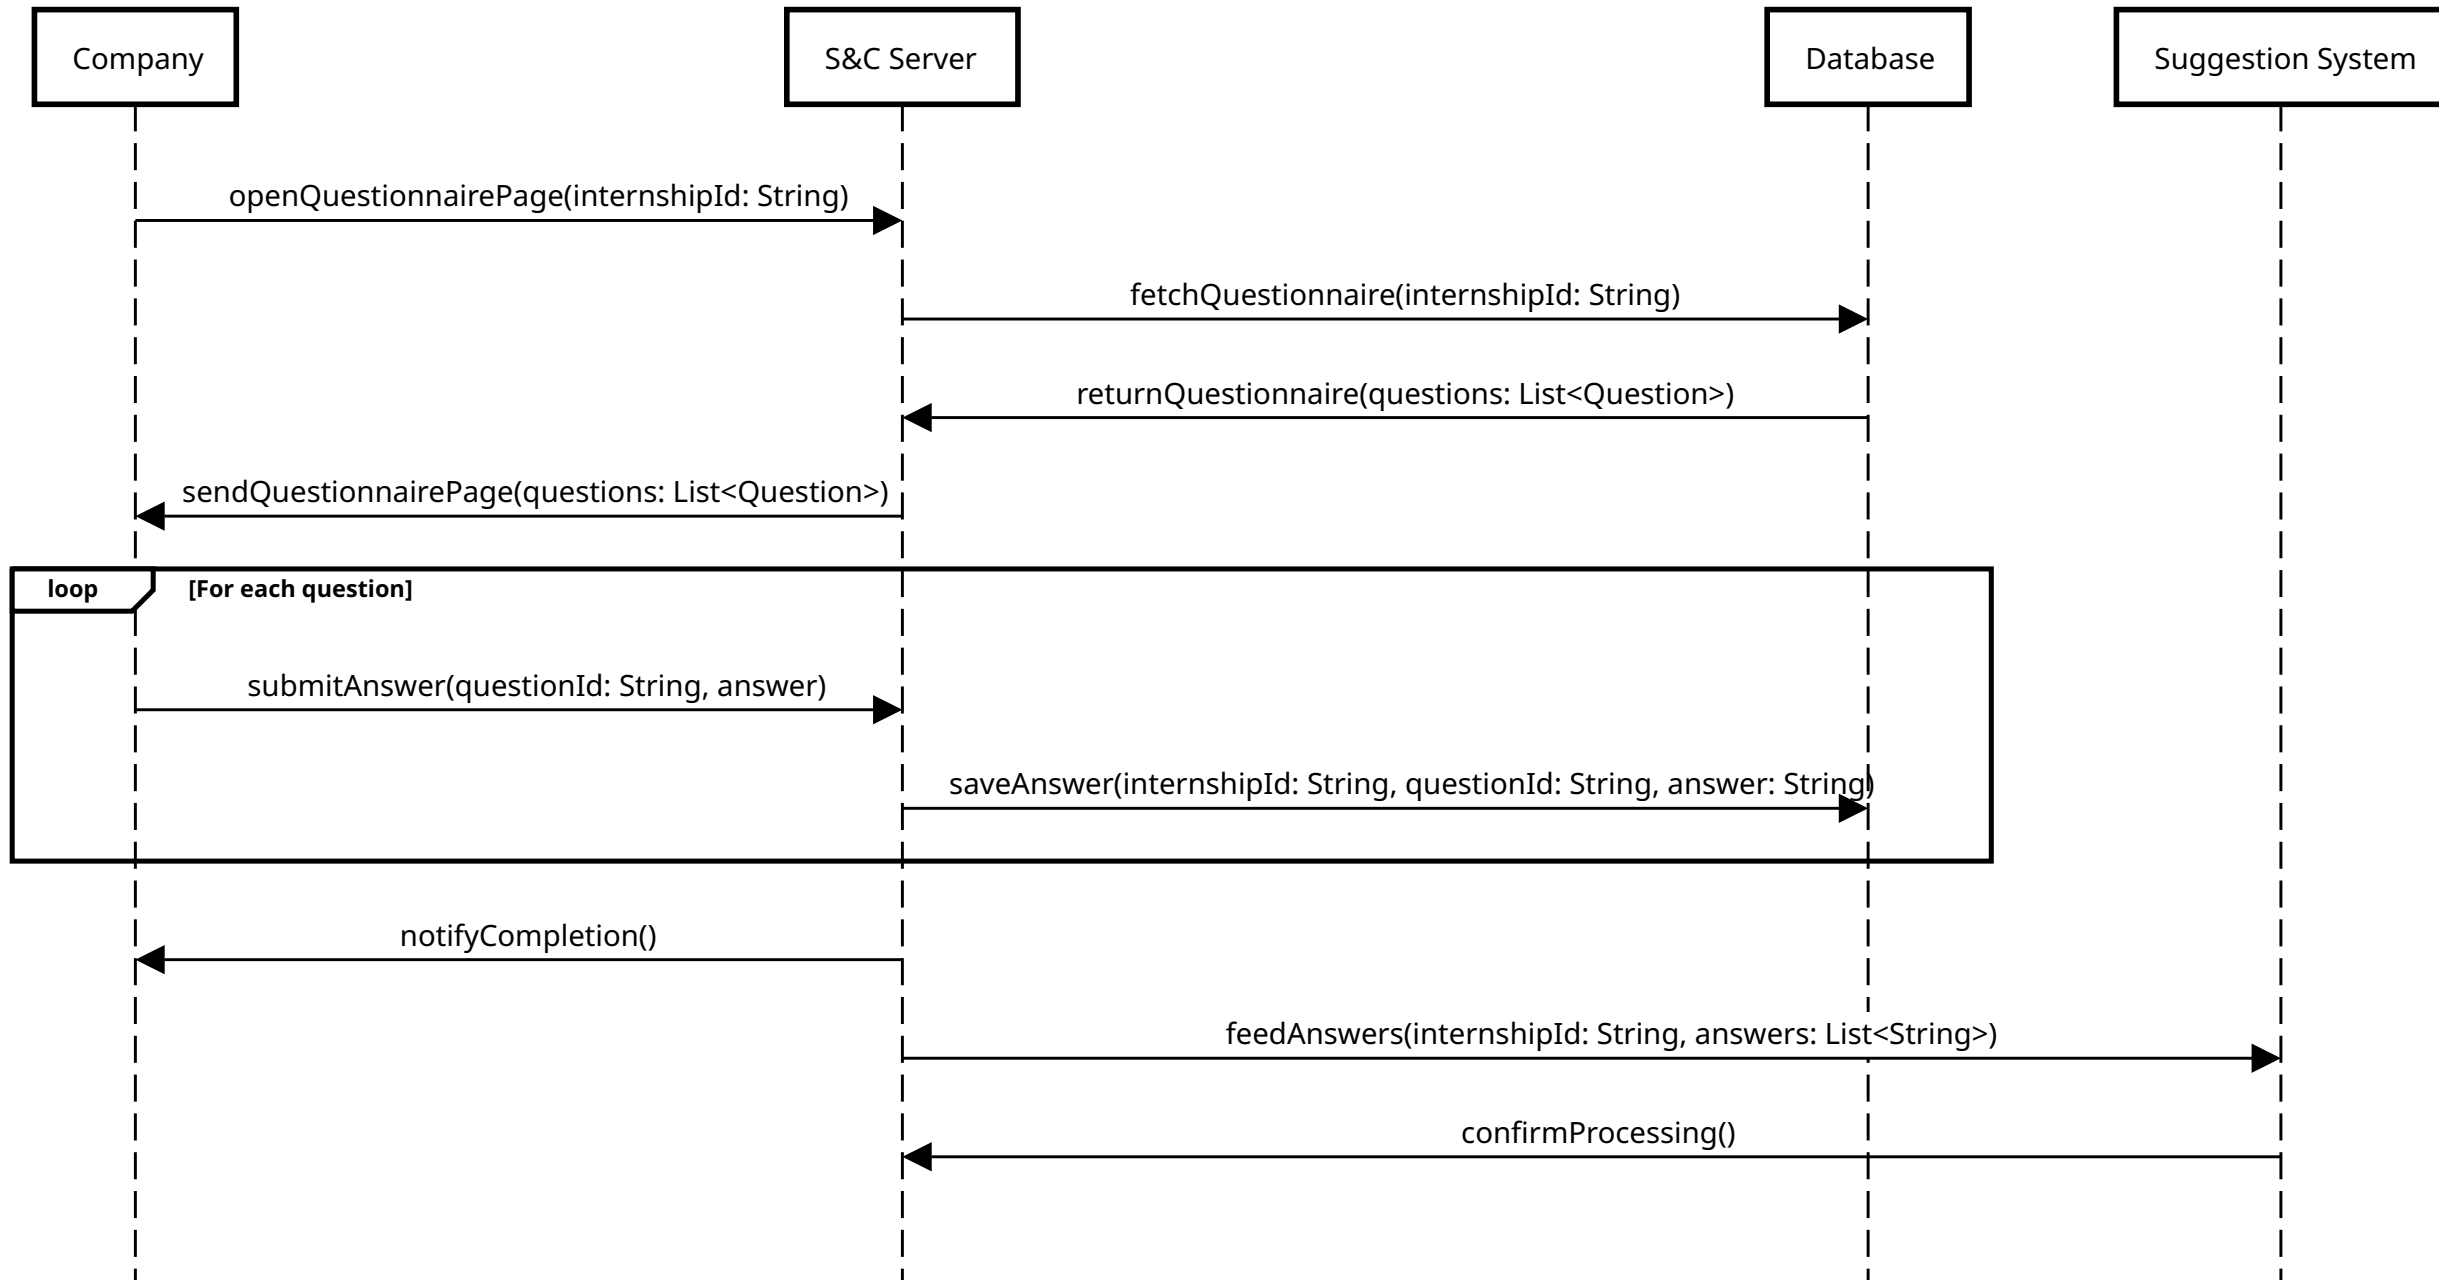 Company
S&C Server
Database
Suggestion System
openQuestionnairePage(internshipId: String)
fetchQuestionnaire(internshipId: String)
returnQuestionnaire(questions: List<Question>)
sendQuestionnairePage(questions: List<Question>)
loop
[For each question]
submitAnswer(questionId: String, answer)
saveAnswer(internshipId: String, questionId: String, answer: String)
notifyCompletion()
feedAnswers(internshipId: String, answers: List<String>)
confirmProcessing()